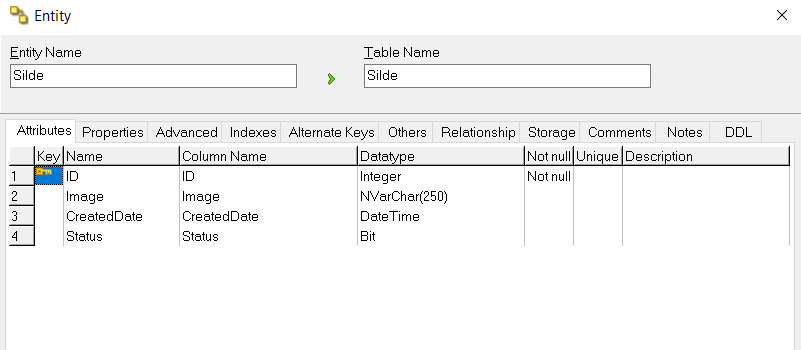 Entity
Entity Name Table Name
Silde Silde
Attributes Properties Advanced Indexes Alternate Keys Others Relationship Storage Comments Notes DDL
Key Name Column Name Datatype Not null Unique Description
1 ID ID Integer Not null
2 Image Image NVarChar(250)
3 CreatedDate CreatedDate DateTime
4 Status Status Bit